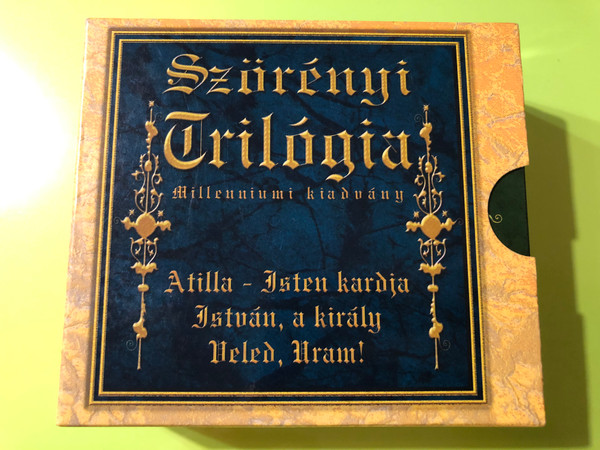 Szörényi
Trilógia
Millenniumi kiadvány
Atilla - Isten kardja
István, a király
Veled, Uram!